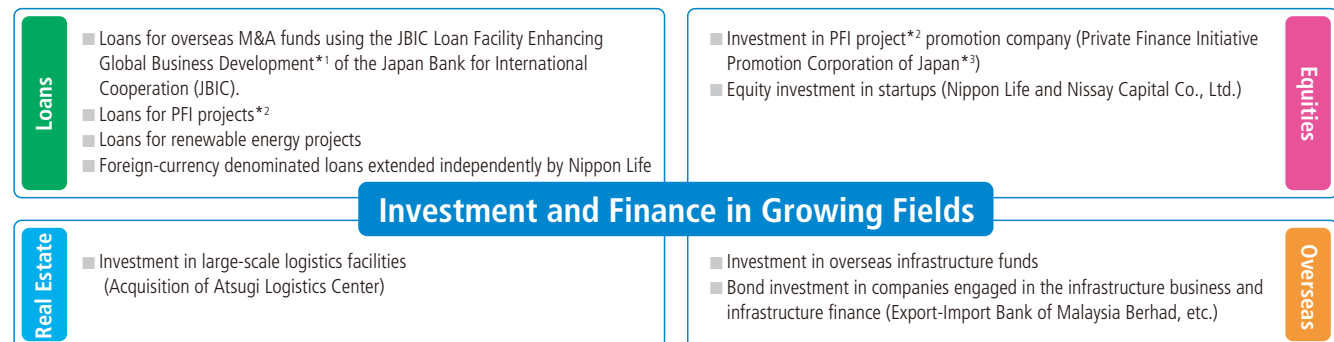 Loans
■ Loans for overseas M&A funds using the JBIC Loan Facility Enhancing
Global Business Development*1 of the Japan Bank for International
Cooperation (JBIC).
■ Loans for PFI projects*2
■ Loans for renewable energy projects
■ Foreign-currency denominated loans extended independently by Nippon Life
■ Investment in PFI project*2 promotion company (Private Finance Initiative
Promotion Corporation of Japan*3)
■ Equity investment in startups (Nippon Life and Nissay Capital Co., Ltd.)
Equities
Investment and Finance in Growing Fields
Real Estate
■ Investment in large-scale logistics facilities
(Acquisition of Atsugi Logistics Center)
■ Investment in overseas infrastructure funds
■ Bond investment in companies engaged in the infrastructure business and
infrastructure finance (Export-Import Bank of Malaysia Berhad, etc.)
Overseas